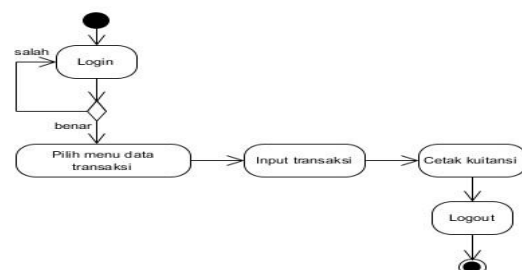 salah
Login
benar
Pilih menu data
transaksi
Input transaksi
Cetak kuitansi
Logout